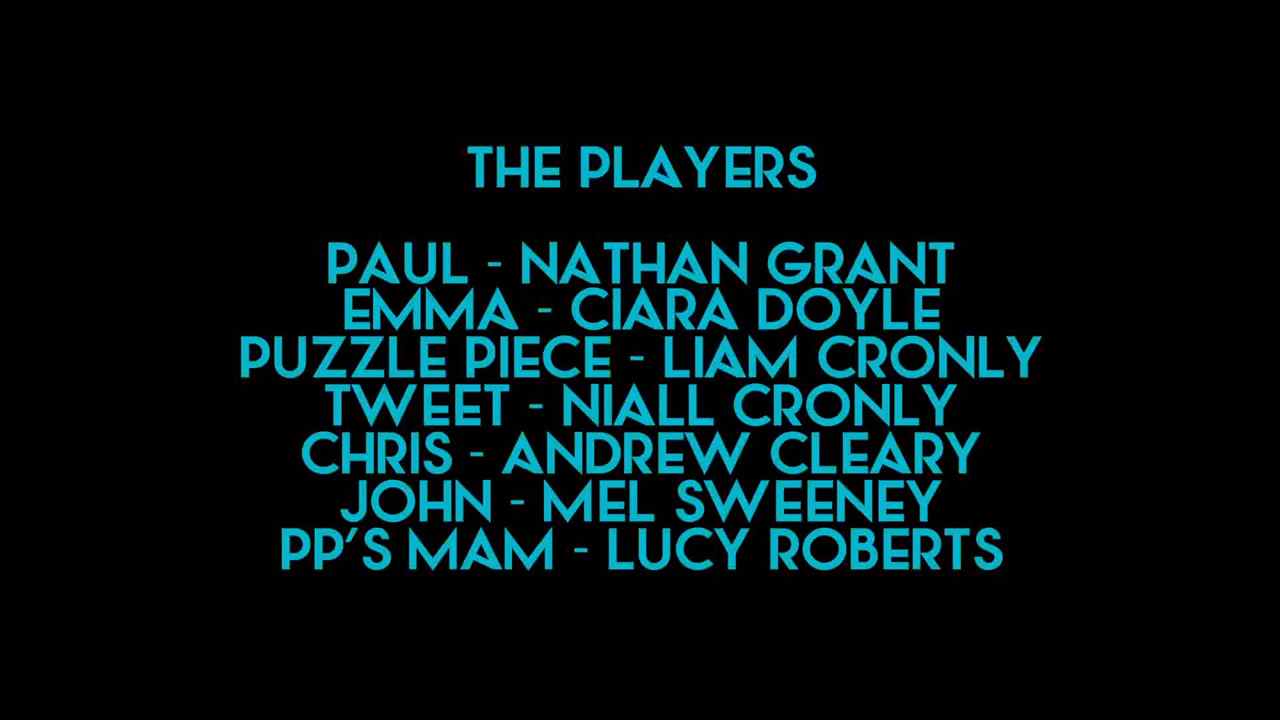 THE PLAYERS
PAUL - NATHAN GRANT
EMMA - CIARA DOYLE
PUZZLE PIECE - LIAM CRONLY
TWEET - NIALL CRONLY
CHRIS - ANDREW CLEARY
JOHN - MEL SWEENEY
PP'S MAM - LUCY ROBERTS